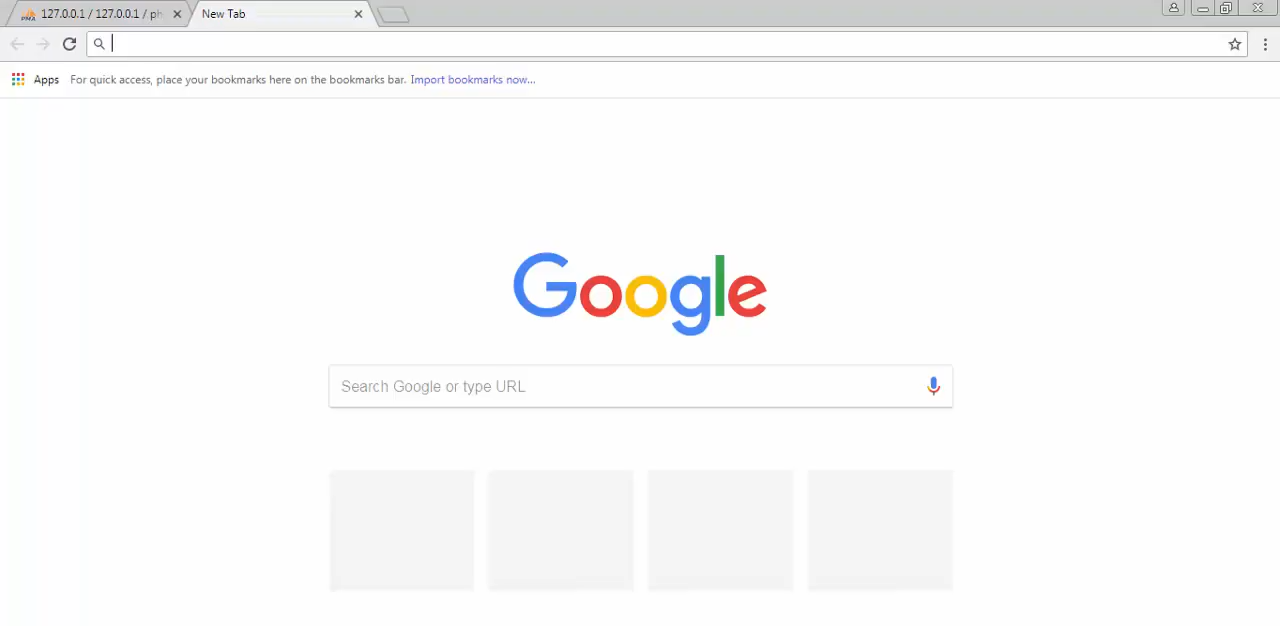 PMA 127.0.0.1 / 127.0.0.1 / ph
New Tab
Apps For quick access, place your bookmarks here on the bookmarks bar. Import bookmarks now...
Google
Search Google or type URL